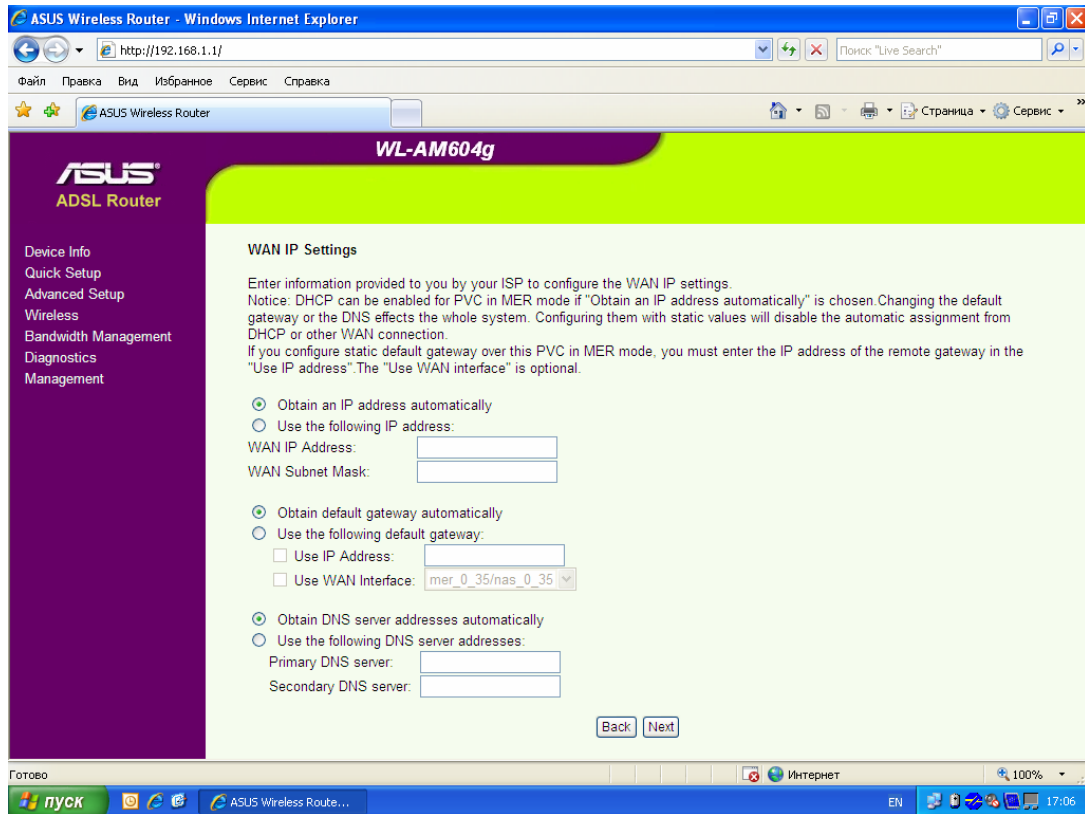 ASUS Wireless Router - Windows Internet Explorer
http://192.168.1.1/
Поиск "Live Search"
Файл Правка Вид Избранное Сервис Справка
ASUS Wireless Router
Страница
Сервис
WL-AM604g
ASUS
ADSL Router
Device Info
Quick Setup
Advanced Setup
Wireless
Bandwidth Management
Diagnostics
Management
WAN IP Settings
Enter information provided to you by your ISP to configure the WAN IP settings.
Notice: DHCP can be enabled for PVC in MER mode if "Obtain an IP address automatically" is chosen.Changing the default
gateway or the DNS effects the whole system. Configuring them with static values will disable the automatic assignment from
DHCP or other WAN connection.
If you configure static default gateway over this PVC in MER mode, you must enter the IP address of the remote gateway in the
"Use IP address".The "Use WAN interface" is optional.
Obtain an IP address automatically
Use the following IP address:
WAN IP Address:
WAN Subnet Mask:
Obtain default gateway automatically
Use the following default gateway:
Use IP Address:
Use WAN Interface: mer_0_35/nas_0_35
Obtain DNS server addresses automatically
Use the following DNS server addresses:
Primary DNS server:
Secondary DNS server:
Back Next
Готово
Интернет
100%
пуск
ASUS Wireless Route...
EN
17:06